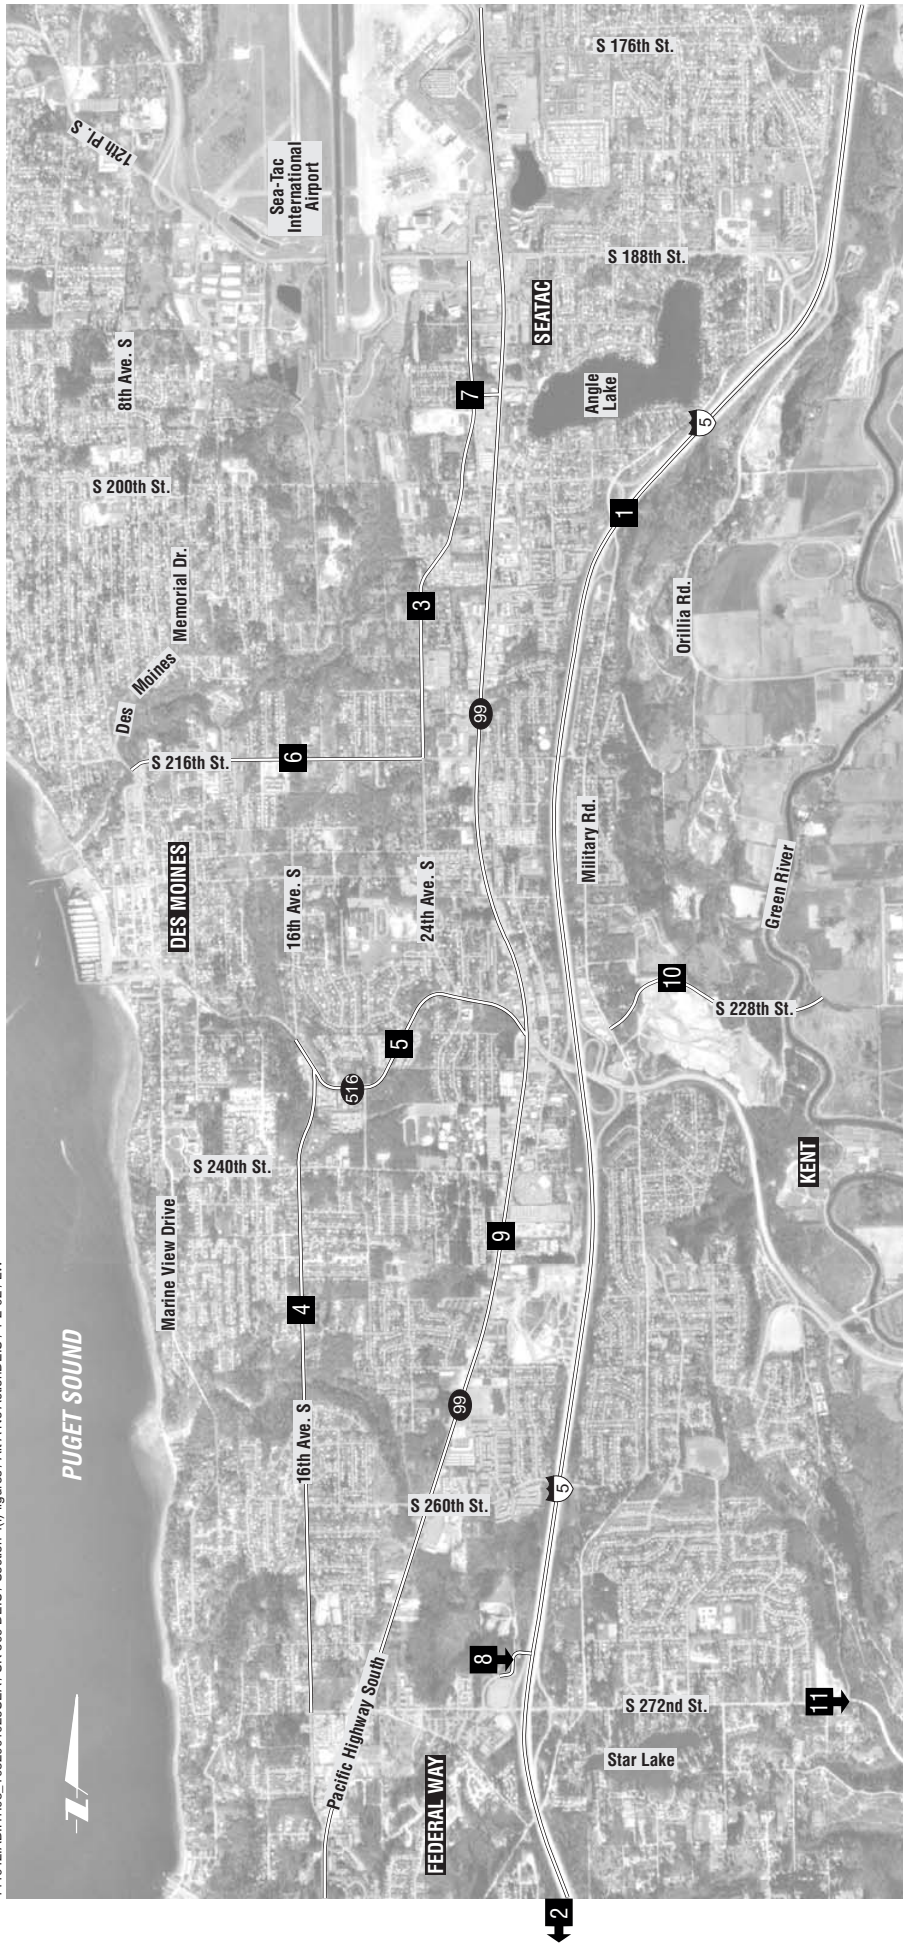 S 176th St.
12th Pl. S
Sea-Tac
International
Airport
S 188th St.
SEATAC
8th Ave. S
7
Angle
Lake
5
S 200th St.
1
3
Des Moines Memorial Dr.
Orillia Rd.
99
S 216th St.
6
Military Rd.
DES MOINES
16th Ave. S
24th Ave. S
Green River
10
S 228th St.
5
516
S 240th St.
KENT
Marine View Drive
9
4
PUGET SOUND
99
16th Ave. S
5
S 260th St.
8
Pacific Highway South
S 272nd St.
11
Star Lake
FEDERAL WAY
Z
2